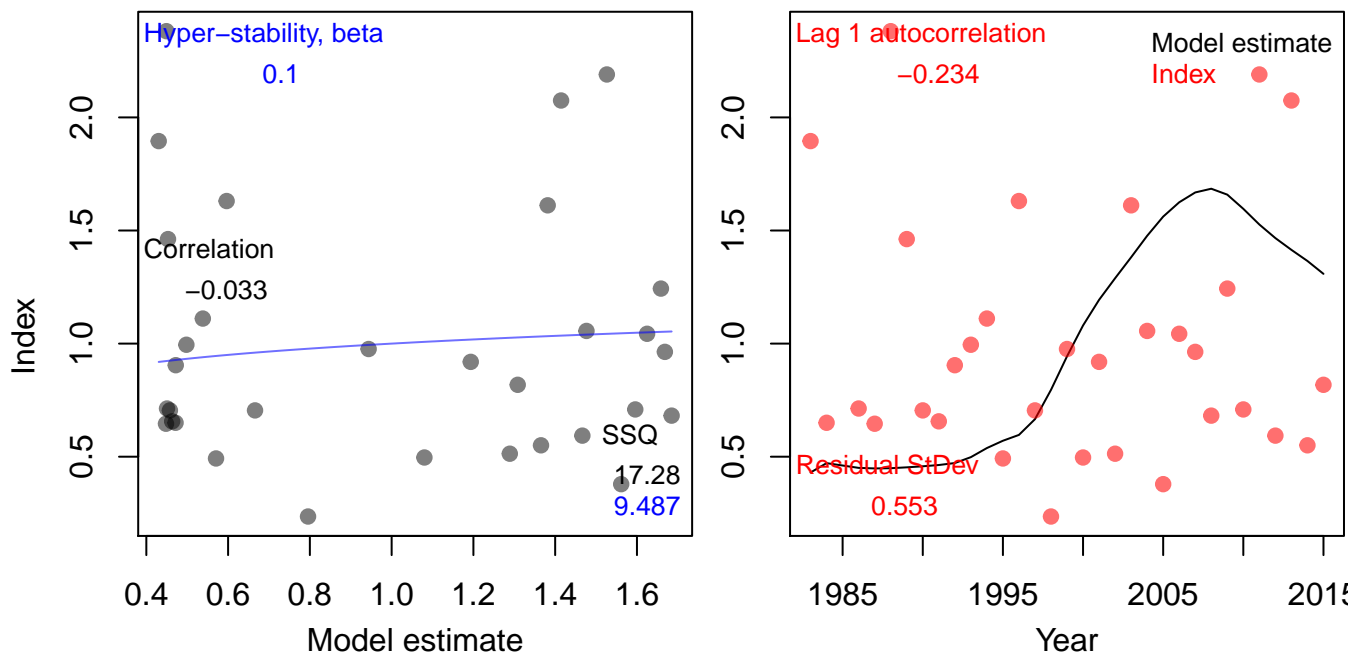 Hyper−stability, beta
0.1
Correlation
−0.033
SSQ
17.28
9.487
Index
0.5
1.0
1.5
2.0
0.4 0.6 0.8 1.0 1.2 1.4 1.6
Model estimate
Lag 1 autocorrelation
−0.234
Model estimate
Index
Residual StDev
0.553
0.5
1.0
1.5
2.0
1985 1995 2005 2015
Year